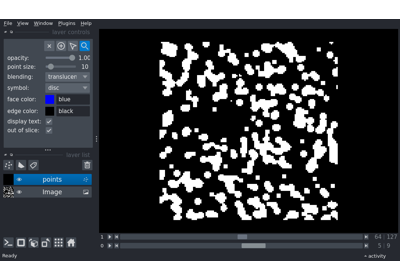 File View Window Plugins Help
layer controls
opacity: 1.00
point size: 10
blending: translucen
symbol: disc
face color: blue
edge color: black
display text:
out of slice:
layer list
points
Image
1 64 127
0 5 9
Ready activity